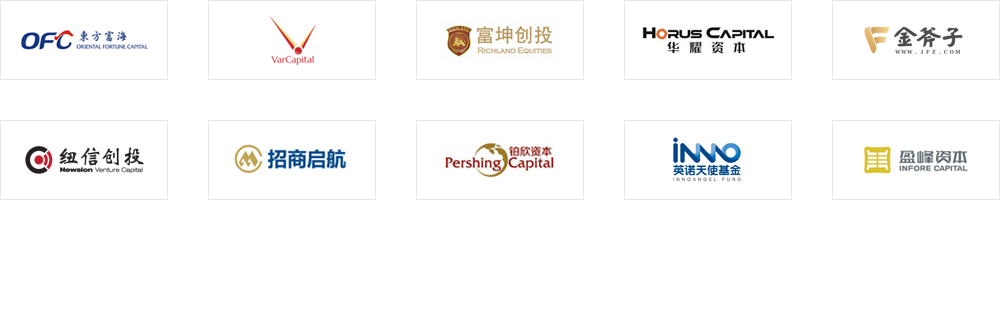 OFC 東方富海
ORIENTAL FORTUNE CAPITAL
VarCapital
富坤创投
RICHLAND EQUITIES
HORUS CAPITAL
华耀资本
金斧子
WWW.JFZ.COM
纽信创投
Newsion Venture Capital
招商启航
铂欣资本
Pershing Capital
INNO
英诺天使基金
INNOANGEL FUND
盈峰资本
INFORE CAPITAL